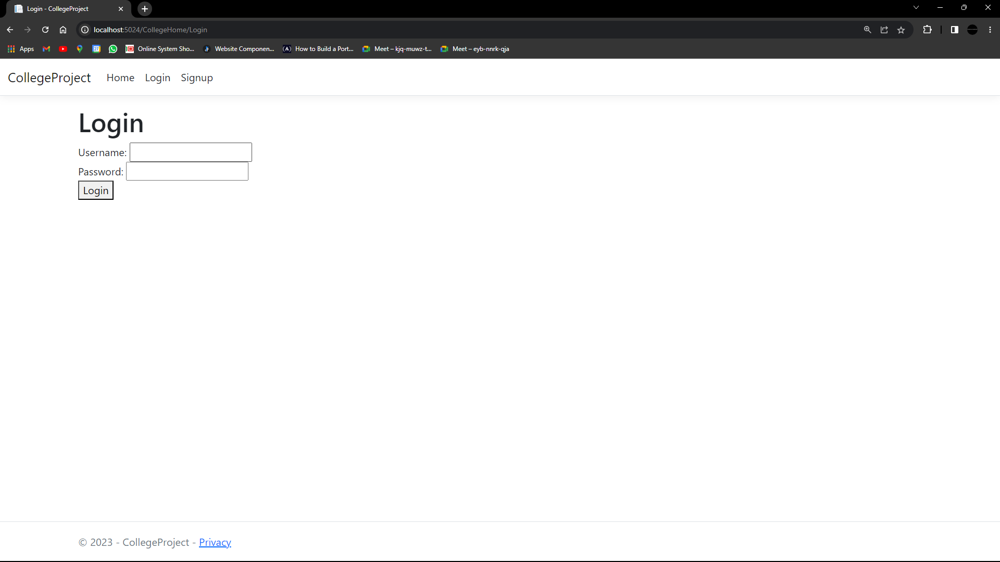 Login - CollegeProject
localhost:5024/CollegeHome/Login
Apps
27
Online System Sho...
Website Componen...
How to Build a Port...
Meet – kjq-muwz-t...
Meet – eyb-nnrk-qja
CollegeProject Home Login Signup
Login
Username:
Password:
Login
© 2023 - CollegeProject - Privacy